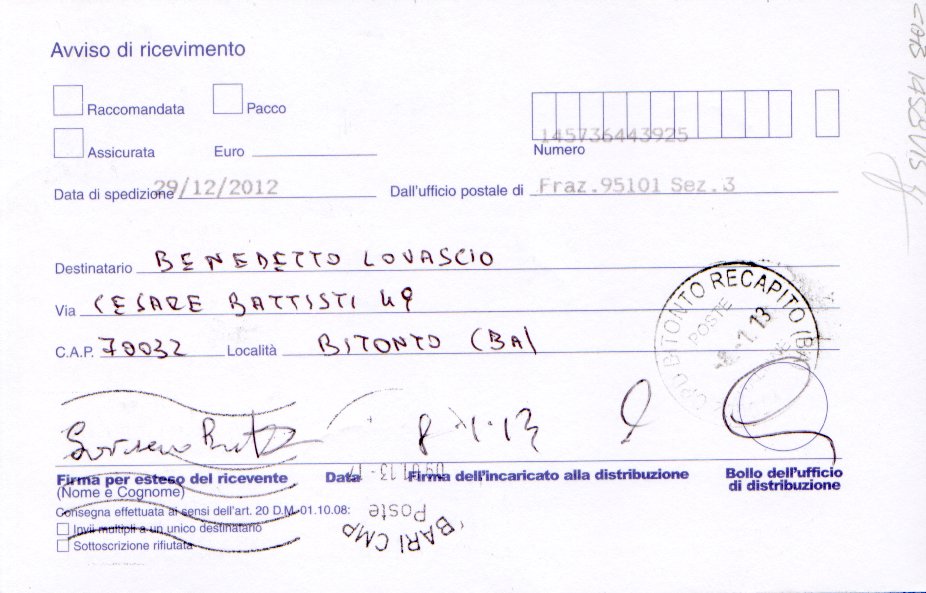 Avviso di ricevimento
Raccomandata Pacco
Assicurata Euro
145736443925
Numero
Data di spedizione 29/12/2012 Dall'ufficio postale di Fraz.95101 Sez.3
Destinatario BENEDETTO LOVASCIO
Via CESARE BATTISTI 49
C.A.P. 70032 Località BITONTO (BA)
BITONTO RECAPITO (BA)
POSTE
1.13
8.1.13
Firma per esteso del ricevente Data Firma dell'incaricato alla distribuzione Bollo dell'ufficio
(Nome e Cognome) di distribuzione
Consegna effettuata ai sensi dell'art. 20 D.M. 01.10.08:
Invii multipli a un unico destinatario
Sottoscrizione rifiutata
Poste
BARI CMP